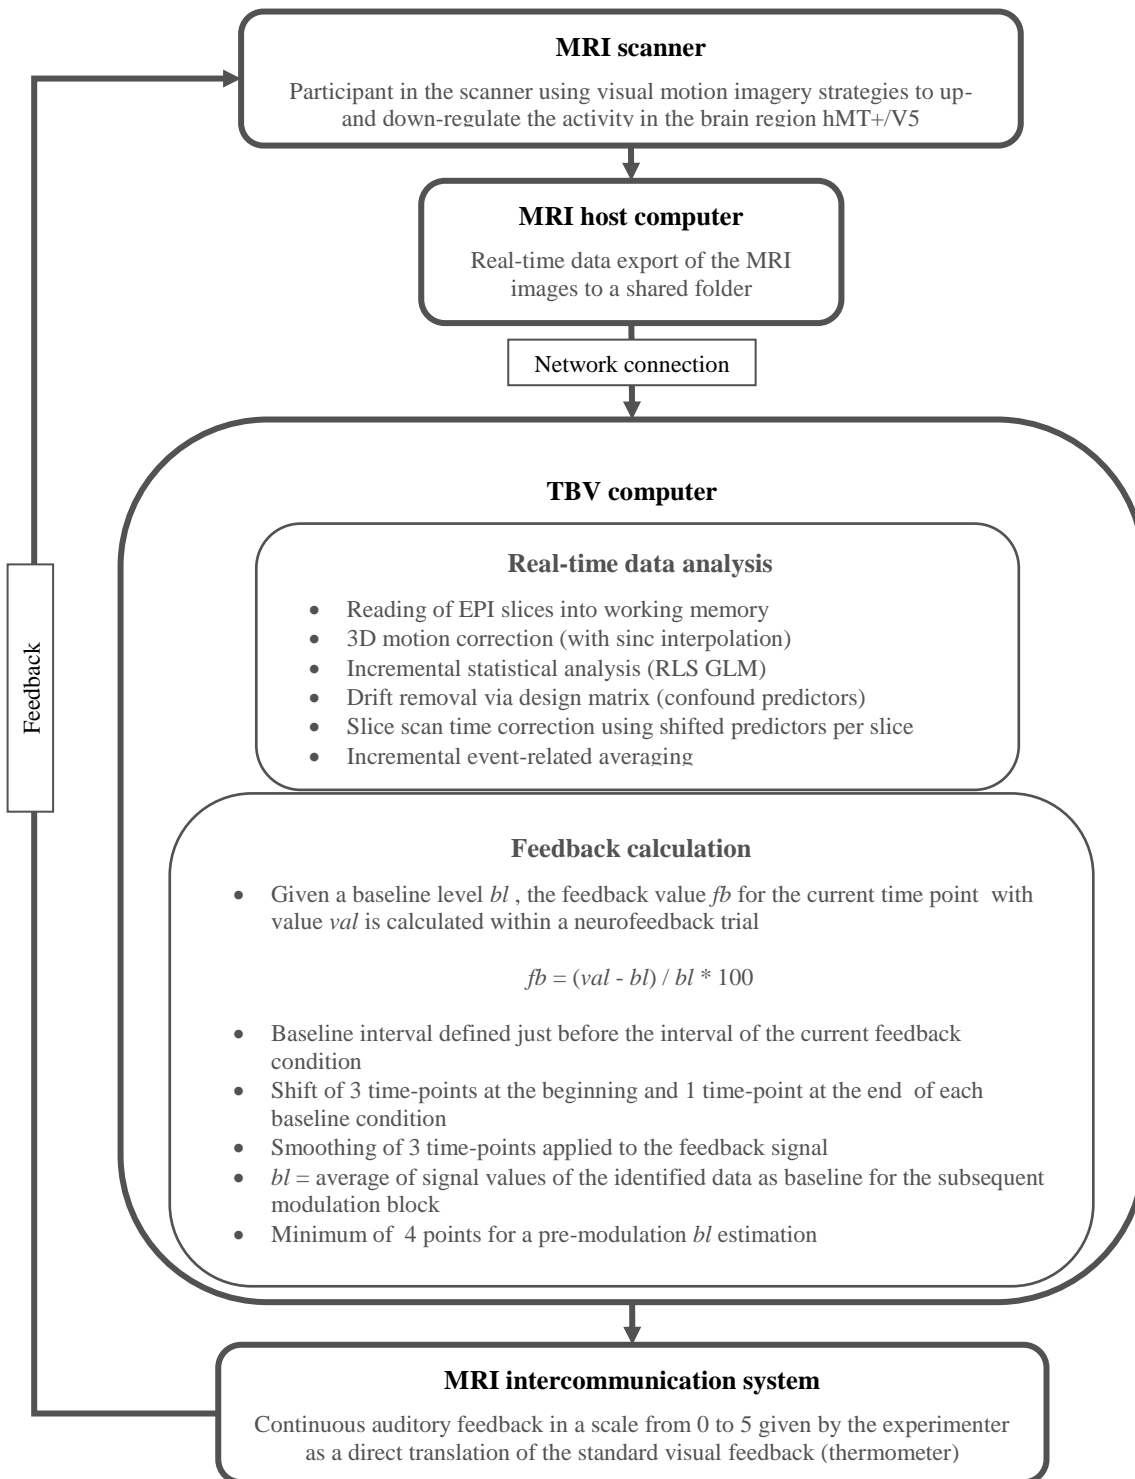 MRI scanner
Participant in the scanner using visual motion imagery strategies to up-
and down-regulate the activity in the brain region hMT+/V5
MRI host computer
Real-time data export of the MRI
images to a shared folder
Network connection
TBV computer
Real-time data analysis
• Reading of EPI slices into working memory
• 3D motion correction (with sinc interpolation)
• Incremental statistical analysis (RLS GLM)
• Drift removal via design matrix (confound predictors)
• Slice scan time correction using shifted predictors per slice
• Incremental event-related averaging
Feedback
Feedback calculation
• Given a baseline level bl , the feedback value fb for the current time point with
value val is calculated within a neurofeedback trial
fb = (val - bl) / bl * 100
• Baseline interval defined just before the interval of the current feedback
condition
• Shift of 3 time-points at the beginning and 1 time-point at the end of each
baseline condition
• Smoothing of 3 time-points applied to the feedback signal
• bl = average of signal values of the identified data as baseline for the subsequent
modulation block
• Minimum of 4 points for a pre-modulation bl estimation
MRI intercommunication system
Continuous auditory feedback in a scale from 0 to 5 given by the experimenter
as a direct translation of the standard visual feedback (thermometer)